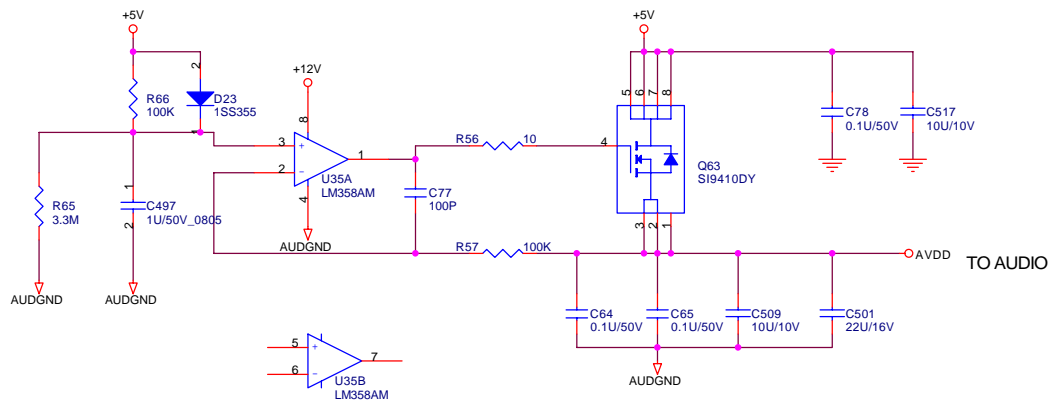 +5V
+5V
+12V
2
R66
100K
D23
1SS355
1
5
6
7
8
C78
0.1U/50V
C517
10U/10V
8
3
+
1
2
-
4
U35A
LM358AM
R56
10
4
Q63
SI9410DY
C77
100P
R65
3.3M
1
C497
1U/50V_0805
2
AUDGND
R57
100K
3
2
1
AVDD
TO AUDIO
AUDGND
AUDGND
C64
0.1U/50V
C65
0.1U/50V
C509
10U/10V
C501
22U/16V
5
+
7
6
-
U35B
LM358AM
AUDGND